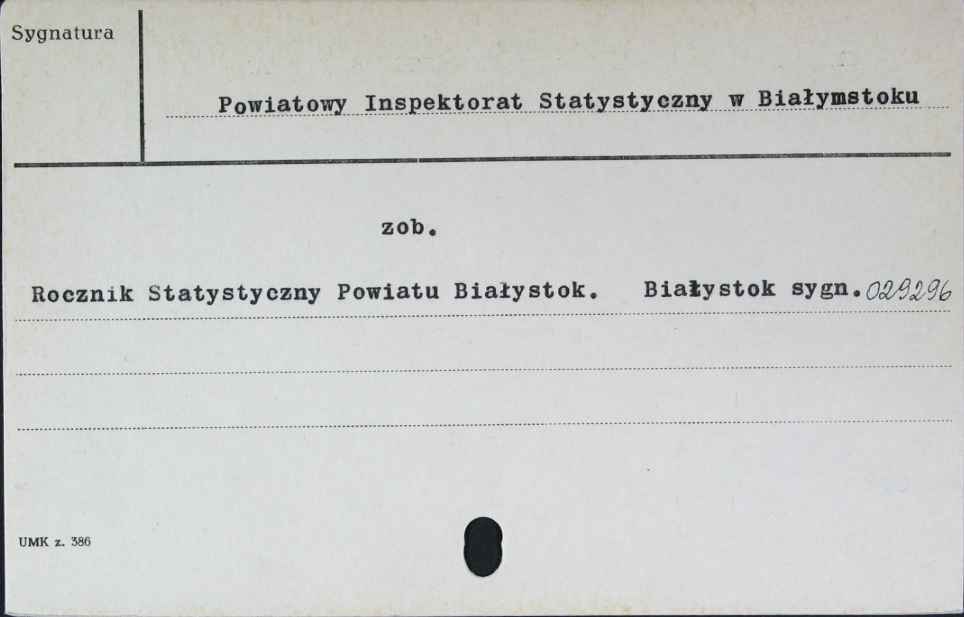 Sygnatura
Powiatowy Inspektorat Statystyczny w Białymstoku
zob.
Rocznik Statystyczny Powiatu Białystok. Białystok sygn. 029296
UMK z. 386